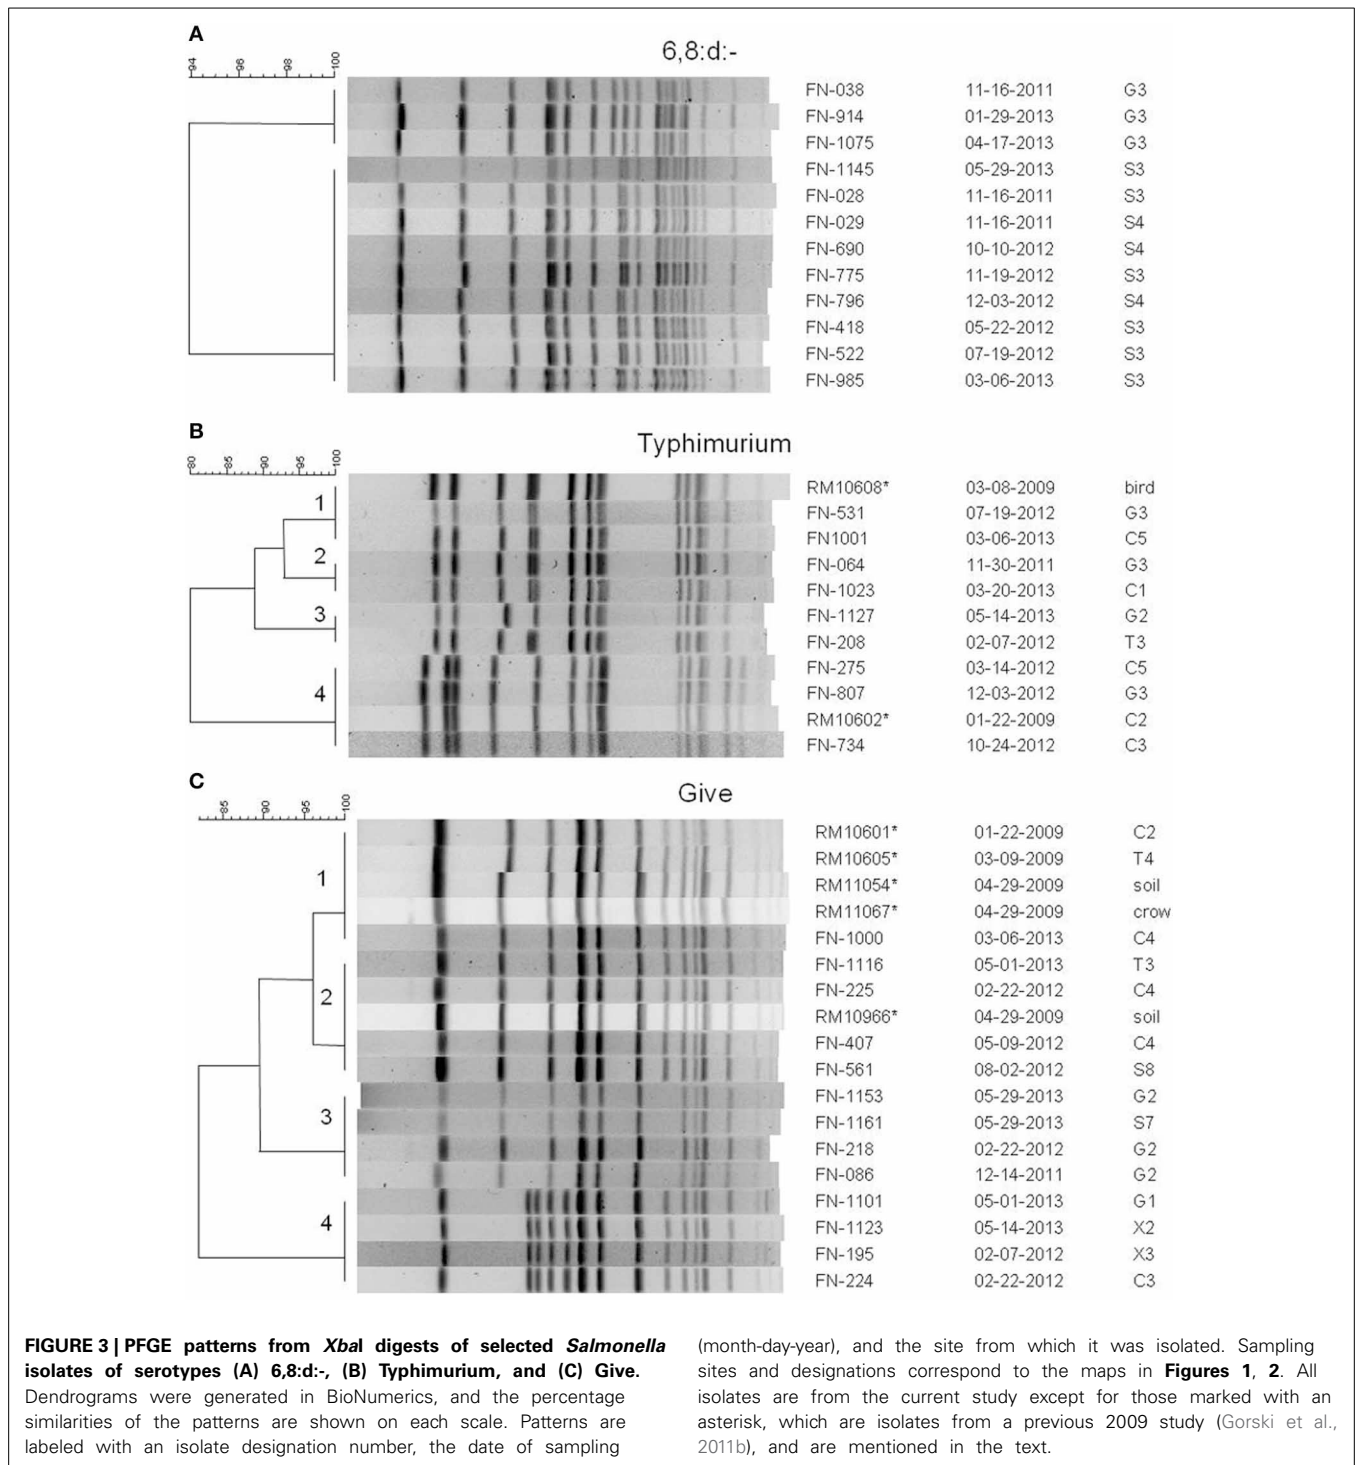 A
6,8:d:-
94 96 98 100
FN-038 11-16-2011 G3
FN-914 01-29-2013 G3
FN-1075 04-17-2013 G3
FN-1145 05-29-2013 S3
FN-028 11-16-2011 S3
FN-029 11-16-2011 S4
FN-690 10-10-2012 S4
FN-775 11-19-2012 S3
FN-796 12-03-2012 S4
FN-418 05-22-2012 S3
FN-522 07-19-2012 S3
FN-985 03-06-2013 S3
B
Typhimurium
80 85 90 95 100
1
2
3
4
RM10608* 03-08-2009 bird
FN-531 07-19-2012 G3
FN1001 03-06-2013 C5
FN-064 11-30-2011 G3
FN-1023 03-20-2013 C1
FN-1127 05-14-2013 G2
FN-208 02-07-2012 T3
FN-275 03-14-2012 C5
FN-807 12-03-2012 G3
RM10602* 01-22-2009 C2
FN-734 10-24-2012 C3
C
Give
85 90 95 100
1
2
3
4
RM10601* 01-22-2009 C2
RM10605* 03-09-2009 T4
RM11054* 04-29-2009 soil
RM11067* 04-29-2009 crow
FN-1000 03-06-2013 C4
FN-1116 05-01-2013 T3
FN-225 02-22-2012 C4
RM10966* 04-29-2009 soil
FN-407 05-09-2012 C4
FN-561 08-02-2012 S8
FN-1153 05-29-2013 G2
FN-1161 05-29-2013 S7
FN-218 02-22-2012 G2
FN-086 12-14-2011 G2
FN-1101 05-01-2013 G1
FN-1123 05-14-2013 X2
FN-195 02-07-2012 X3
FN-224 02-22-2012 C3
FIGURE 3 | PFGE patterns from XbaI digests of selected Salmonella
isolates of serotypes (A) 6,8:d:-, (B) Typhimurium, and (C) Give.
Dendrograms were generated in BioNumerics, and the percentage
similarities of the patterns are shown on each scale. Patterns are
labeled with an isolate designation number, the date of sampling
(month-day-year), and the site from which it was isolated. Sampling
sites and designations correspond to the maps in Figures 1, 2. All
isolates are from the current study except for those marked with an
asterisk, which are isolates from a previous 2009 study (Gorski et al.,
2011b), and are mentioned in the text.